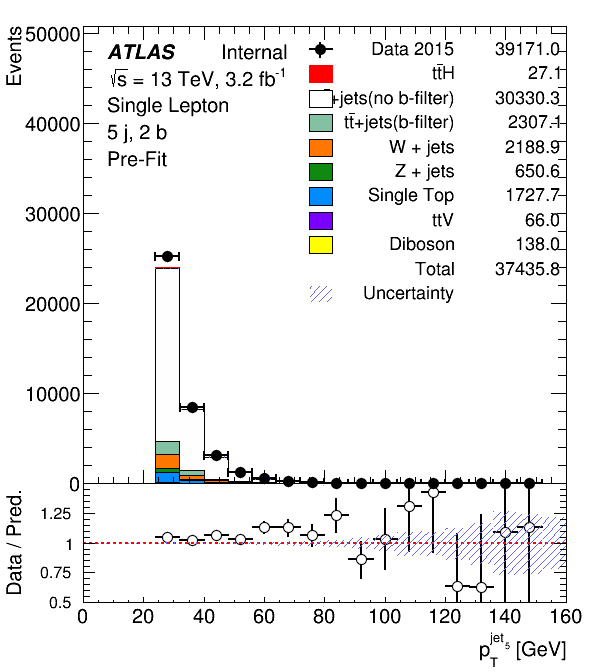 Events
50000
40000
30000
20000
10000
0
ATLAS Internal
√s = 13 TeV, 3.2 fb-1
Single Lepton
5 j, 2 b
Pre-Fit
Data 2015 39171.0
tt̄H 27.1
+jets(no b-filter) 30330.3
tt̄+jets(b-filter) 2307.1
W + jets 2188.9
Z + jets 650.6
Single Top 1727.7
ttV 66.0
Diboson 138.0
Total 37435.8
Uncertainty
Data / Pred.
1.25
1
0.75
0.5
0 20 40 60 80 100 120 140 160
pT jet5 [GeV]